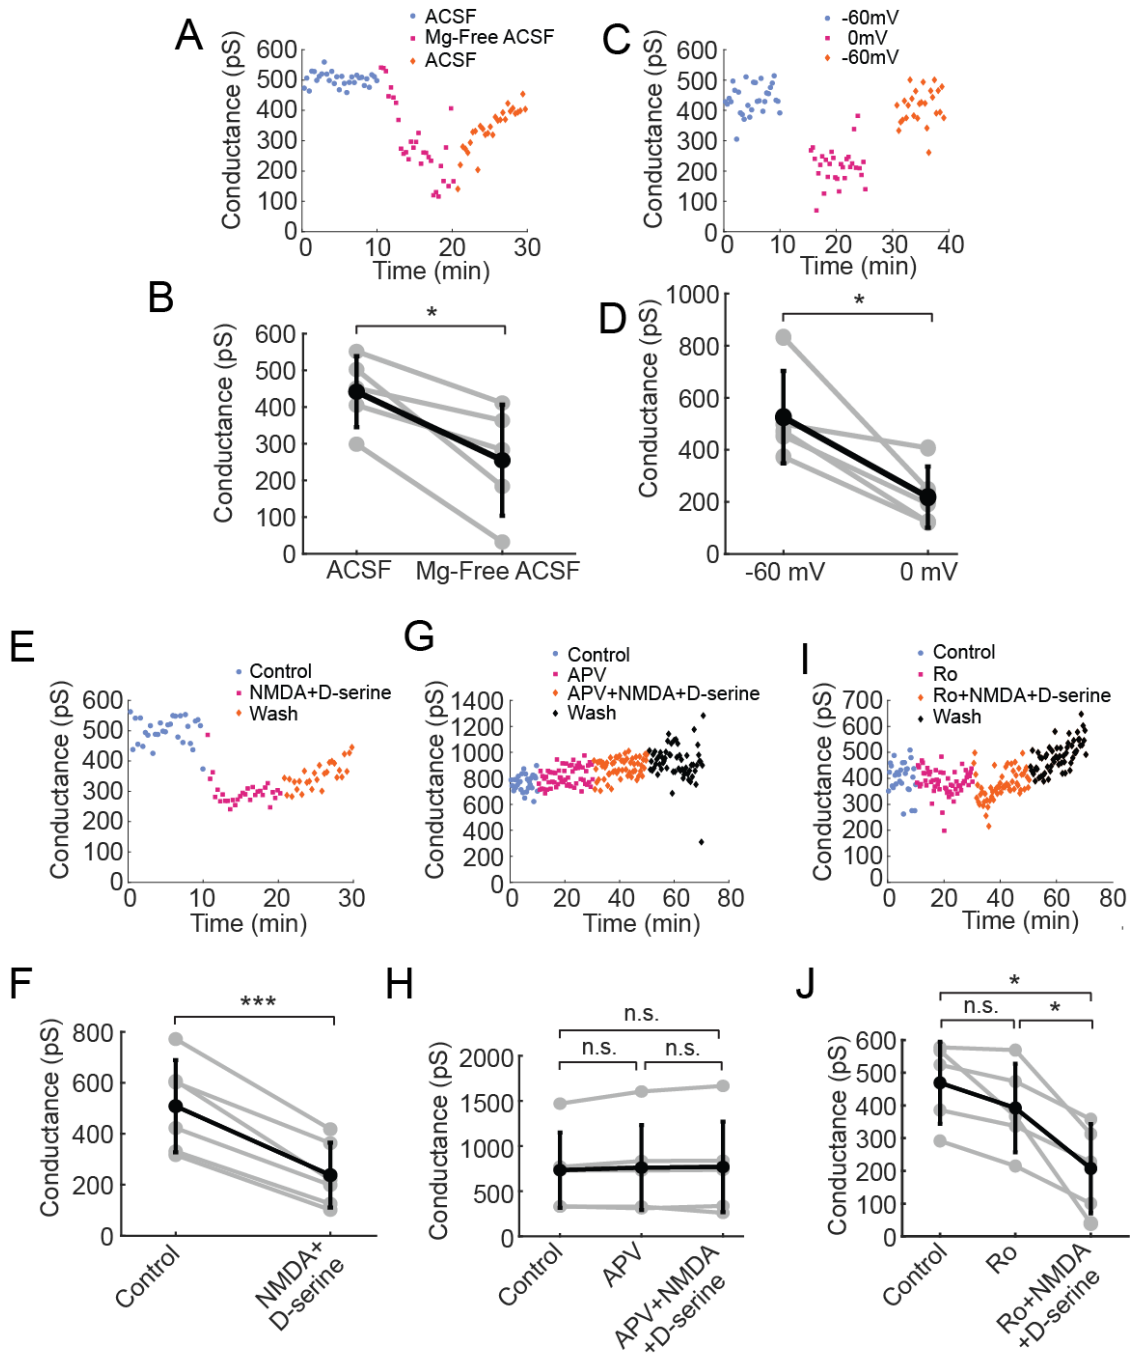 A
ACSF
Mg-Free ACSF
ACSF
Conductance (pS)
600
500
400
300
200
100
0
0 10 20 30
Time (min)
C
-60mV
0mV
-60mV
Conductance (pS)
600
500
400
300
200
100
0
0 10 20 30 40
Time (min)
B
*
Conductance (pS)
600
500
400
300
200
100
0
ACSF Mg-Free ACSF
D
*
Conductance (pS)
1000
800
600
400
200
0
-60 mV 0 mV
E
Control
NMDA+D-serine
Wash
Conductance (pS)
600
500
400
300
200
100
0
0 10 20 30
Time (min)
G
Control
APV
APV+NMDA+D-serine
Wash
Conductance (pS)
1400
1200
1000
800
600
400
200
0
0 20 40 60 80
Time (min)
I
Control
Ro
Ro+NMDA+D-serine
Wash
Conductance (pS)
700
600
500
400
300
200
100
0
0 20 40 60 80
Time (min)
F
***
Conductance (pS)
800
600
400
200
0
Control
NMDA+
D-serine
H
n.s.
n.s. n.s.
Conductance (pS)
2000
1500
1000
500
0
Control
APV
APV+NMDA
+D-serine
J
*
n.s. *
Conductance (pS)
600
500
400
300
200
100
0
Control
Ro
Ro+NMDA
+D-serine